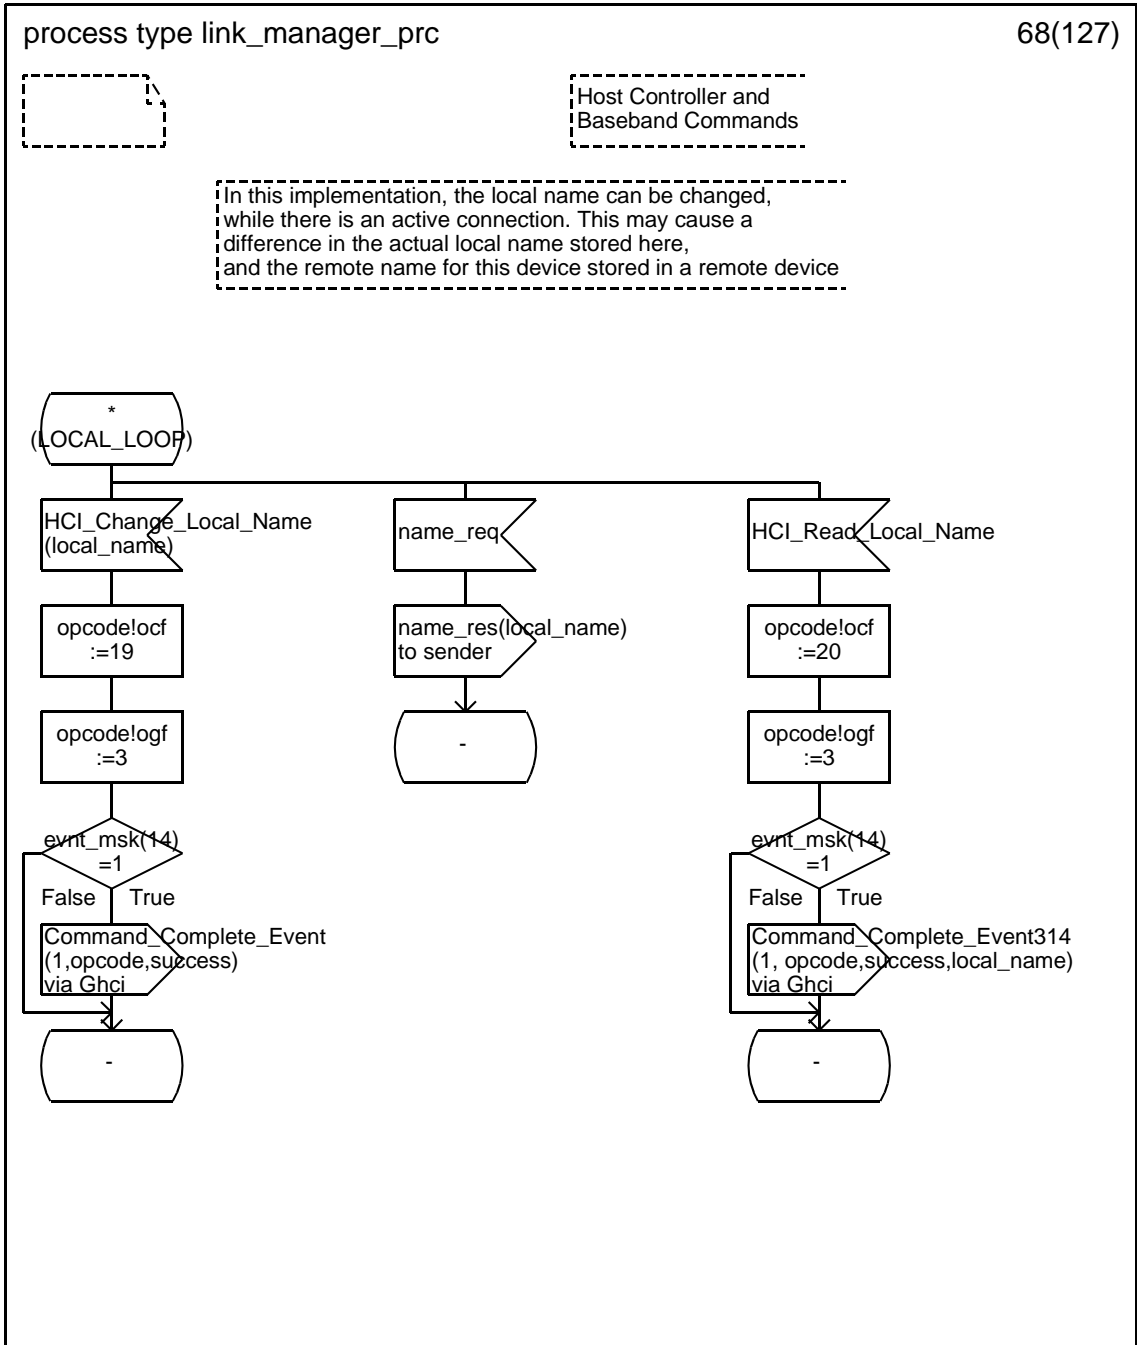 process type link_manager_prc
68(127)
Host Controller and
Baseband Commands
In this implementation, the local name can be changed,
while there is an active connection. This may cause a
difference in the actual local name stored here,
and the remote name for this device stored in a remote device
*
(LOCAL_LOOP)
HCI_Change_Local_Name
(local_name)
opcode!ocf
:=19
opcode!ogf
:=3
evnt_msk(14)
=1
False
True
Command_Complete_Event
(1,opcode,success)
via Ghci
-
name_req
name_res(local_name)
to sender
-
HCI_Read_Local_Name
opcode!ocf
:=20
opcode!ogf
:=3
evnt_msk(14)
=1
False
True
Command_Complete_Event314
(1, opcode,success,local_name)
via Ghci
-